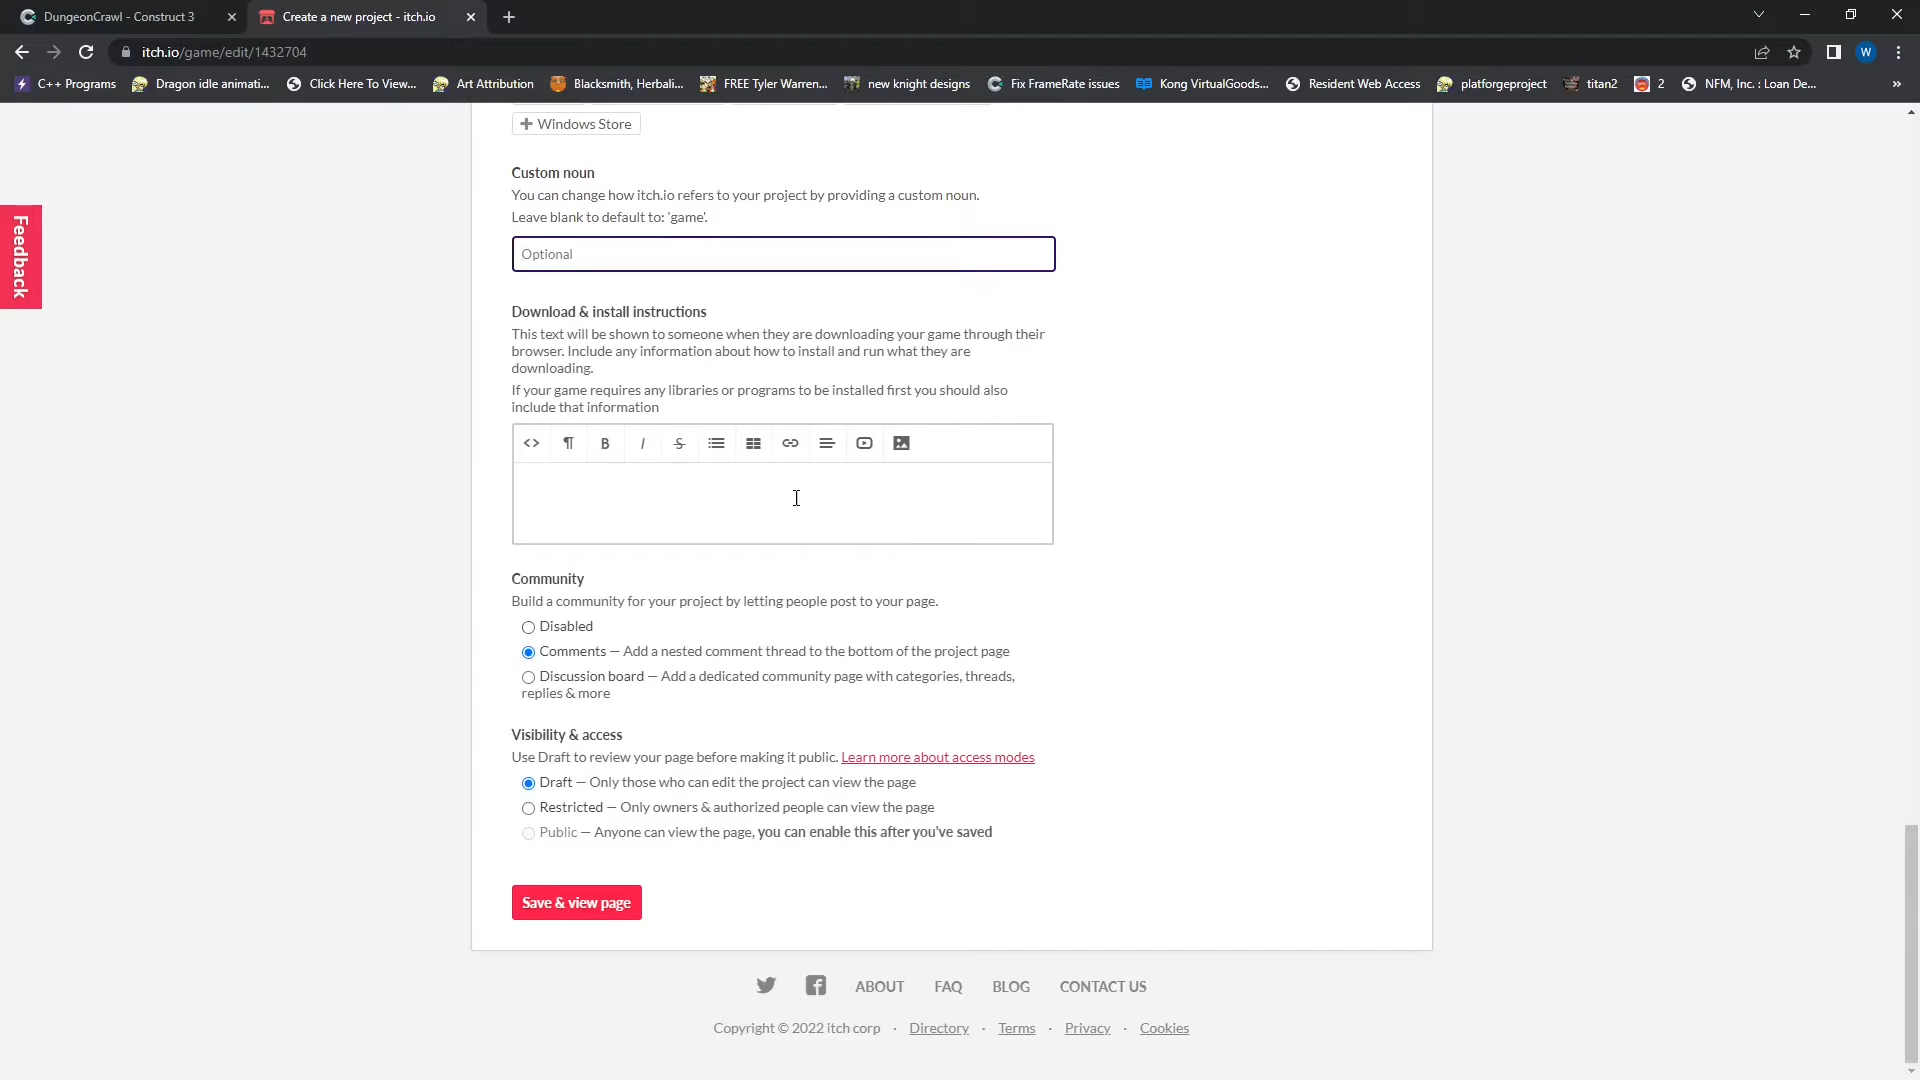 DungeonCrawl - Construct 3
Create a new project - itch.io
itch.io/game/edit/1432704
W
C++ Programs
Dragon idle animati...
Click Here To View...
Art Attribution
Blacksmith, Herbali...
FREE Tyler Warren...
new knight designs
Fix FrameRate issues
Kong VirtualGoods...
Resident Web Access
platforgeproject
titan2
2
NFM, Inc. : Loan De...
»
Feedback
+ Windows Store
Custom noun
You can change how itch.io refers to your project by providing a custom noun.
Leave blank to default to: 'game'.
Optional
Download & install instructions
This text will be shown to someone when they are downloading your game through their
browser. Include any information about how to install and run what they are
downloading.
If your game requires any libraries or programs to be installed first you should also
include that information
Community
Build a community for your project by letting people post to your page.
Disabled
Comments — Add a nested comment thread to the bottom of the project page
Discussion board — Add a dedicated community page with categories, threads,
replies & more
Visibility & access
Use Draft to review your page before making it public. Learn more about access modes
Draft — Only those who can edit the project can view the page
Restricted — Only owners & authorized people can view the page
Public — Anyone can view the page, you can enable this after you've saved
Save & view page
ABOUT FAQ BLOG CONTACT US
Copyright © 2022 itch corp · Directory · Terms · Privacy · Cookies